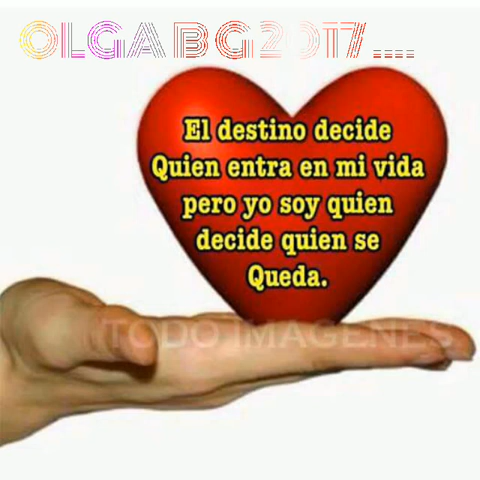 OLGA B G 2017....
El destino decide
Quien entra en mi vida
pero yo soy quien
decide quien se
Queda.
TODO IMAGENES